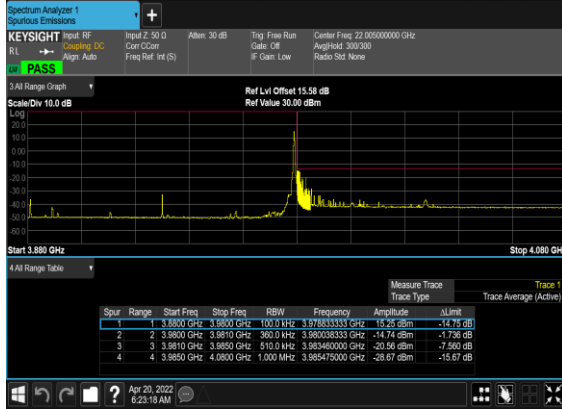 Spectrum Analyzer 1
Spurious Emissions
KEYSIGHT Input: RF Input Z: 50 Ω Atten: 30 dB Trig: Free Run Center Freq: 22.005000000 GHz
RL Coupling: DC Corr CCorr Gate: Off Avg|Hold: 300/300
Align: Auto Freq Ref: Int (S) IF Gain: Low Radio Std: None
PASS
3 All Range Graph
Ref Lvl Offset 15.58 dB
Scale/Div 10.0 dB Ref Value 30.00 dBm
Log
20.0
10.0
0.00
-10.0
-20.0
-30.0
-40.0
-50.0
-60.0
Start 3.880 GHz Stop 4.080 GH
4 All Range Table
Measure Trace Trace 1
Trace Type Trace Average (Active)
Spur Range Start Freq Stop Freq RBW Frequency Amplitude ΔLimit
1 1 3.8800 GHz 3.9800 GHz 100.0 kHz 3.978833333 GHz 15.25 dBm -14.75 dB
2 2 3.9800 GHz 3.9810 GHz 360.0 kHz 3.980038333 GHz -14.74 dBm -1.736 dB
3 3 3.9810 GHz 3.9850 GHz 510.0 kHz 3.983460000 GHz -20.56 dBm -7.560 dB
4 4 3.9850 GHz 4.0800 GHz 1.000 MHz 3.985475000 GHz -28.67 dBm -15.67 dB
Apr 20, 2022
6:23:18 AM